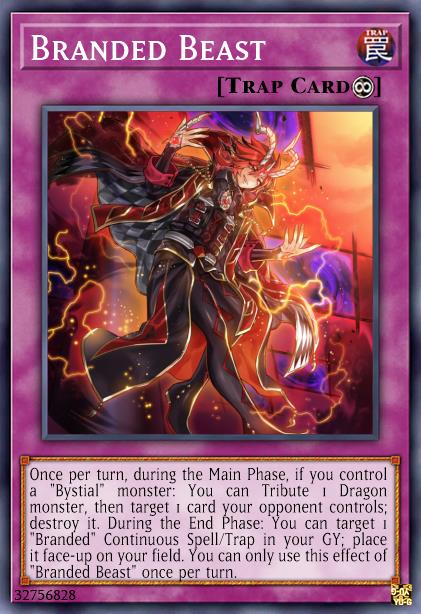 Branded Beast
TRAP
罠
[Trap Card]
Once per turn, during the Main Phase, if you control
a "Bystial" monster: You can Tribute 1 Dragon
monster, then target 1 card your opponent controls;
destroy it. During the End Phase: You can target 1
"Branded" Continuous Spell/Trap in your GY; place
it face-up on your field. You can only use this effect of
"Branded Beast" once per turn.
32756828